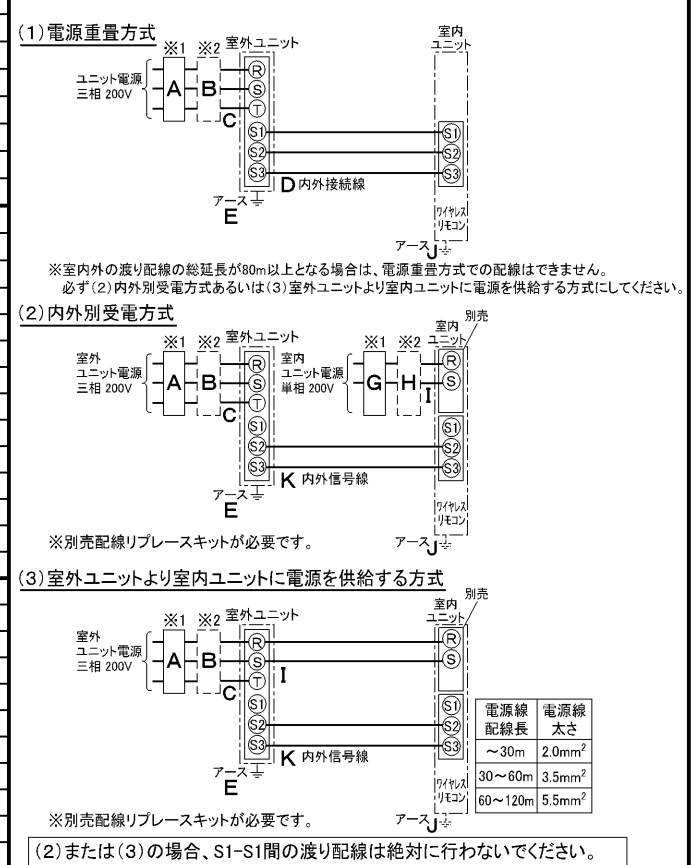 (1)電源重畳方式
※1 ※2 室外ユニット
室内
ユニット
ユニット電源
三相 200V
A B
C
R
S
T
S1
S2
S3
S1
S2
S3
D 内外接続線
アース
E
ワイヤレス
リモコン
アース J
※室内外の渡り配線の総延長が80m以上となる場合は、電源重畳方式での配線はできません。
必ず(2)内外別受電方式あるいは(3)室外ユニットより室内ユニットに電源を供給する方式にしてください。
(2)内外別受電方式
※1 ※2 室外ユニット
※1 ※2
室内
ユニット
別売
室外
ユニット電源
三相 200V
A B
C
R
S
T
S1
S2
S3
室内
ユニット電源
単相 200V
G H
I
R
S
S1
S2
S3
K 内外信号線
アース
E
ワイヤレス
リモコン
アース J
※別売配線リプレースキットが必要です。
(3)室外ユニットより室内ユニットに電源を供給する方式
※1 ※2 室外ユニット
室内
ユニット
別売
室外
ユニット電源
三相 200V
A B
C
R
S
T
S1
S2
S3
I
R
S
S1
S2
S3
K 内外信号線
アース
E
ワイヤレス
リモコン
アース J
電源線 電源線
配線長 太さ
～30m 2.0mm²
30～60m 3.5mm²
60～120m 5.5mm²
※別売配線リプレースキットが必要です。
(2)または(3)の場合、S1-S1間の渡り配線は絶対に行わないでください。